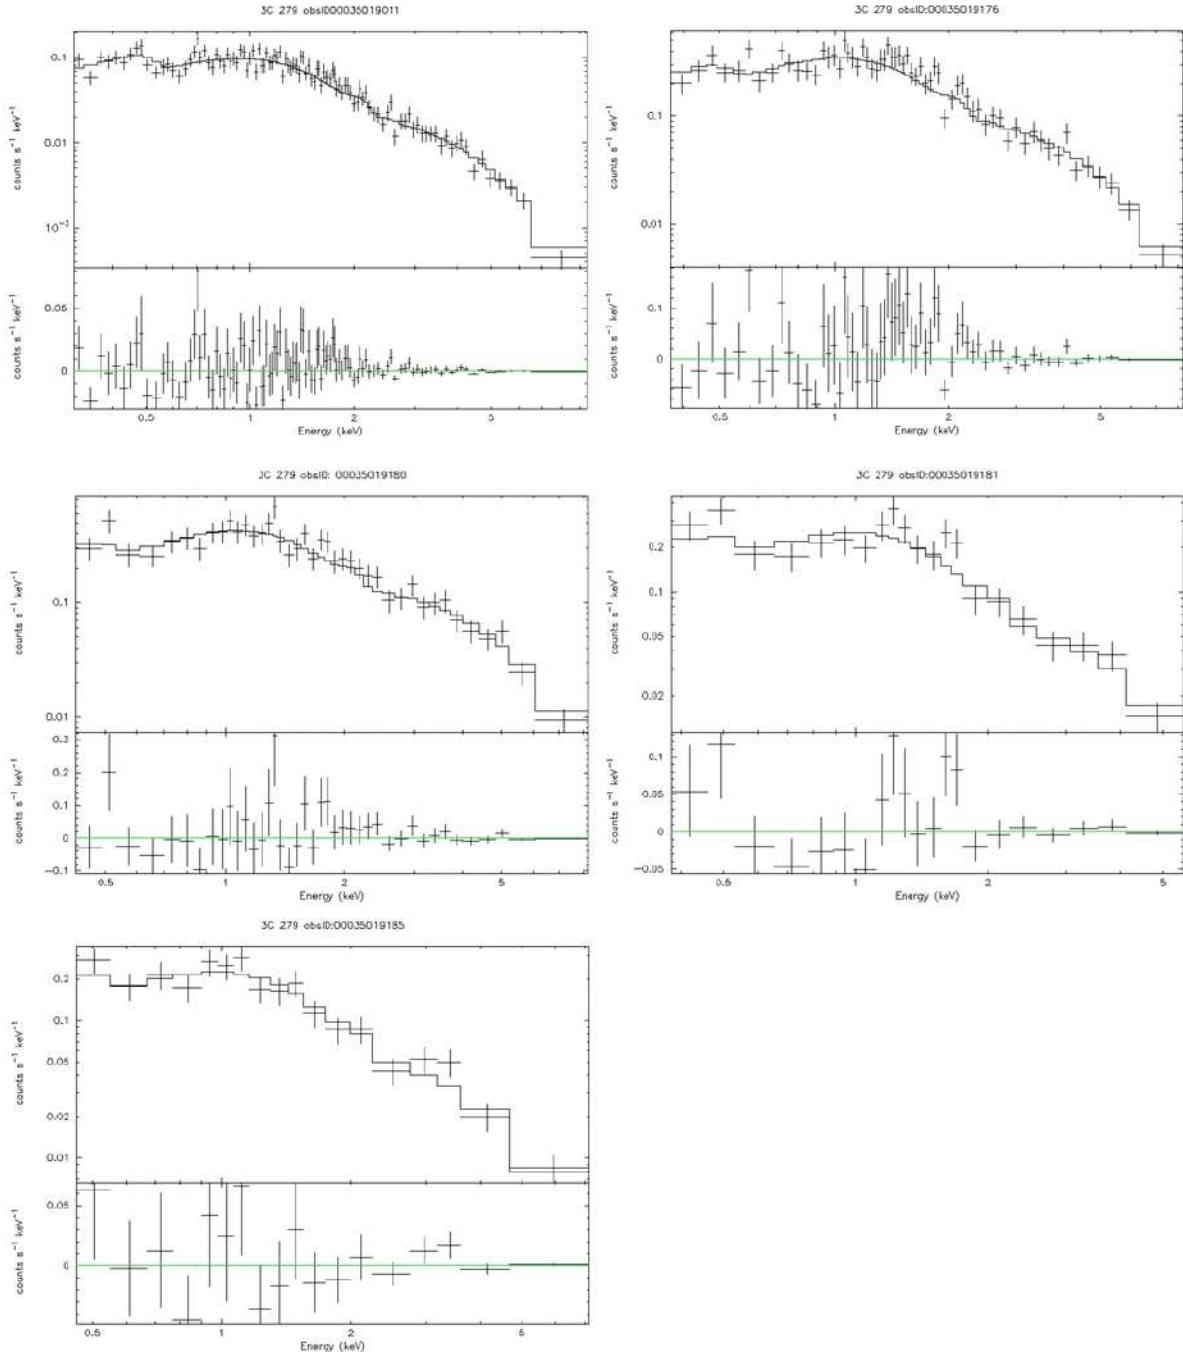 3C 279 obsID00035019011
counts s⁻¹ keV⁻¹
0.1
0.01
10⁻³
counts s⁻¹ keV⁻¹
0.05
0
0.5 1 2 5
Energy (keV)
3C 279 obsID:00035019176
counts s⁻¹ keV⁻¹
0.1
0.01
counts s⁻¹ keV⁻¹
0.1
0
0.5 1 2 5
Energy (keV)
3C 279 obsID: 00035019180
counts s⁻¹ keV⁻¹
0.1
0.01
counts s⁻¹ keV⁻¹
0.3
0.2
0.1
0
−0.1
0.5 1 2 5
Energy (keV)
3C 279 obsID:00035019181
counts s⁻¹ keV⁻¹
0.2
0.1
0.05
0.02
counts s⁻¹ keV⁻¹
0.1
0.05
0
−0.05
0.5 1 2 5
Energy (keV)
3C 279 obsID:00035019185
counts s⁻¹ keV⁻¹
0.2
0.1
0.05
0.02
0.01
counts s⁻¹ keV⁻¹
0.05
0
0.5 1 2 5
Energy (keV)